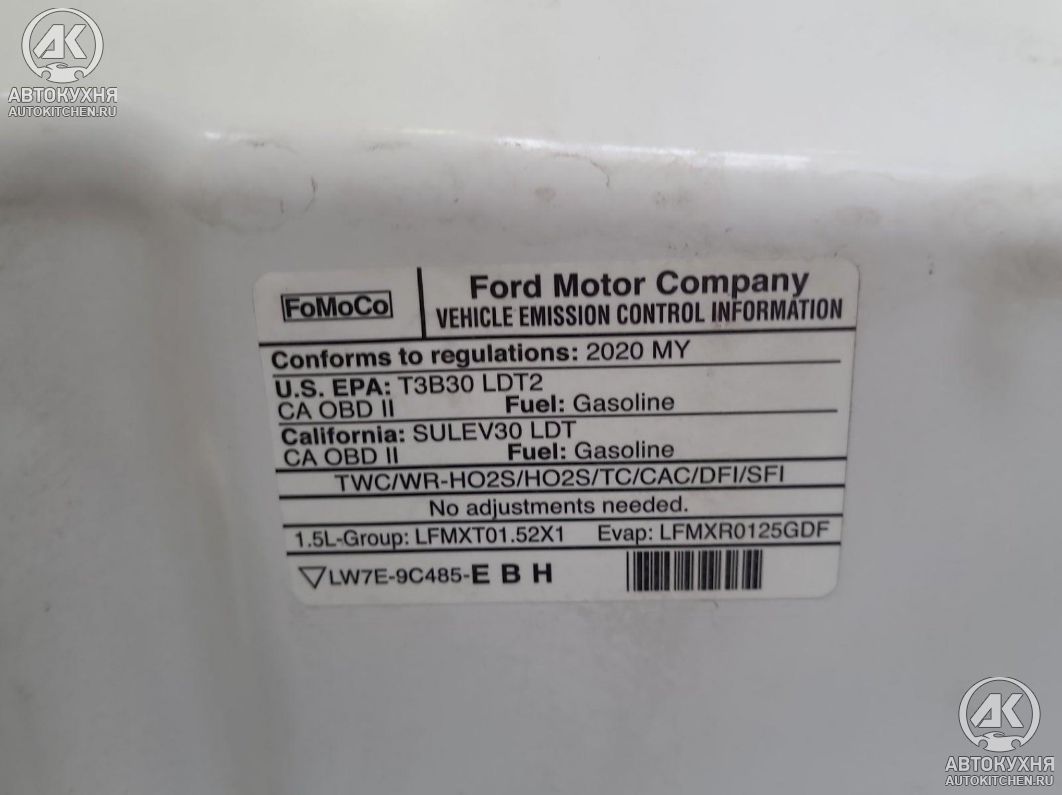 АК
АВТОКУХНЯ
AUTOKITCHEN.RU
FoMoCo
Ford Motor Company
VEHICLE EMISSION CONTROL INFORMATION
Conforms to regulations: 2020 MY
U.S. EPA: T3B30 LDT2
CA OBD II Fuel: Gasoline
California: SULEV30 LDT
CA OBD II Fuel: Gasoline
TWC/WR-HO2S/HO2S/TC/CAC/DFI/SFI
No adjustments needed.
1.5L-Group: LFMXT01.52X1 Evap: LFMXR0125GDF
LW7E-9C485-E B H
АК
АВТОКУХНЯ
AUTOKITCHEN.RU